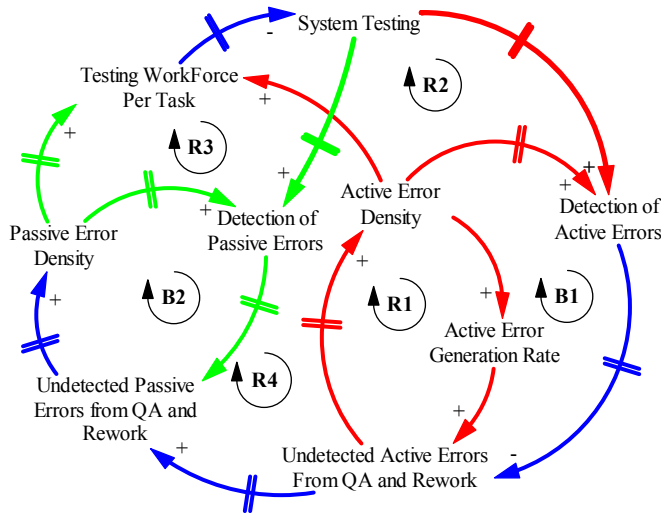 -
System Testing
Testing WorkForce
Per Task
R2
+
+
R3
+
+
+
Active Error
Density
+
+
Detection of
Active Errors
Detection of
Passive Errors
Passive Error
Density
+
B2
+
R1
+
B1
Active Error
Generation Rate
R4
Undetected Passive
Errors from QA and
Rework
+
+
Undetected Active Errors
From QA and Rework
-